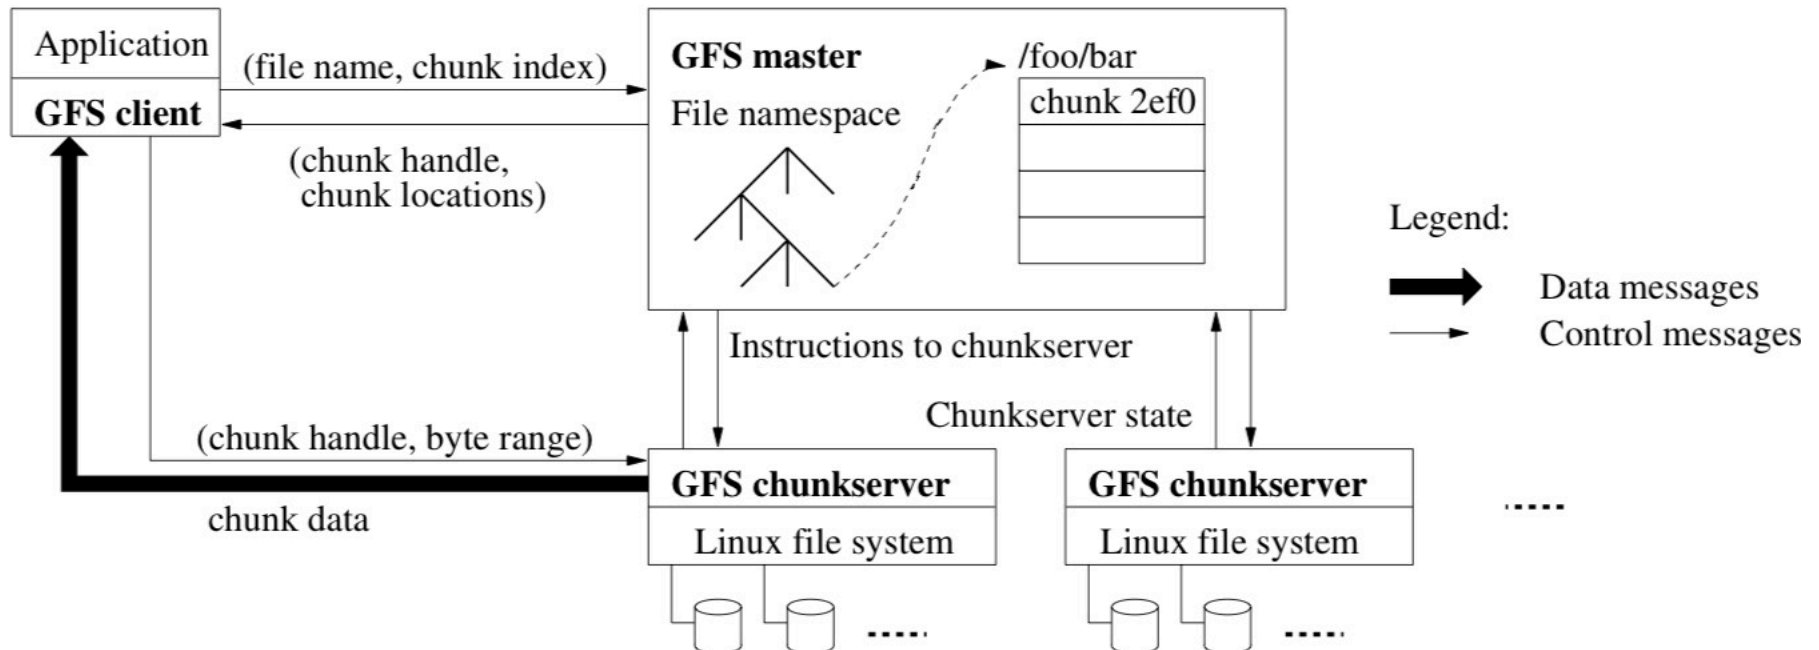 Application
GFS client
(file name, chunk index)
(chunk handle,
chunk locations)
GFS master
File namespace
/foo/bar
chunk 2ef0
Legend:
Data messages
Control messages
Instructions to chunkserver
Chunkserver state
(chunk handle, byte range)
chunk data
GFS chunkserver
Linux file system
GFS chunkserver
Linux file system